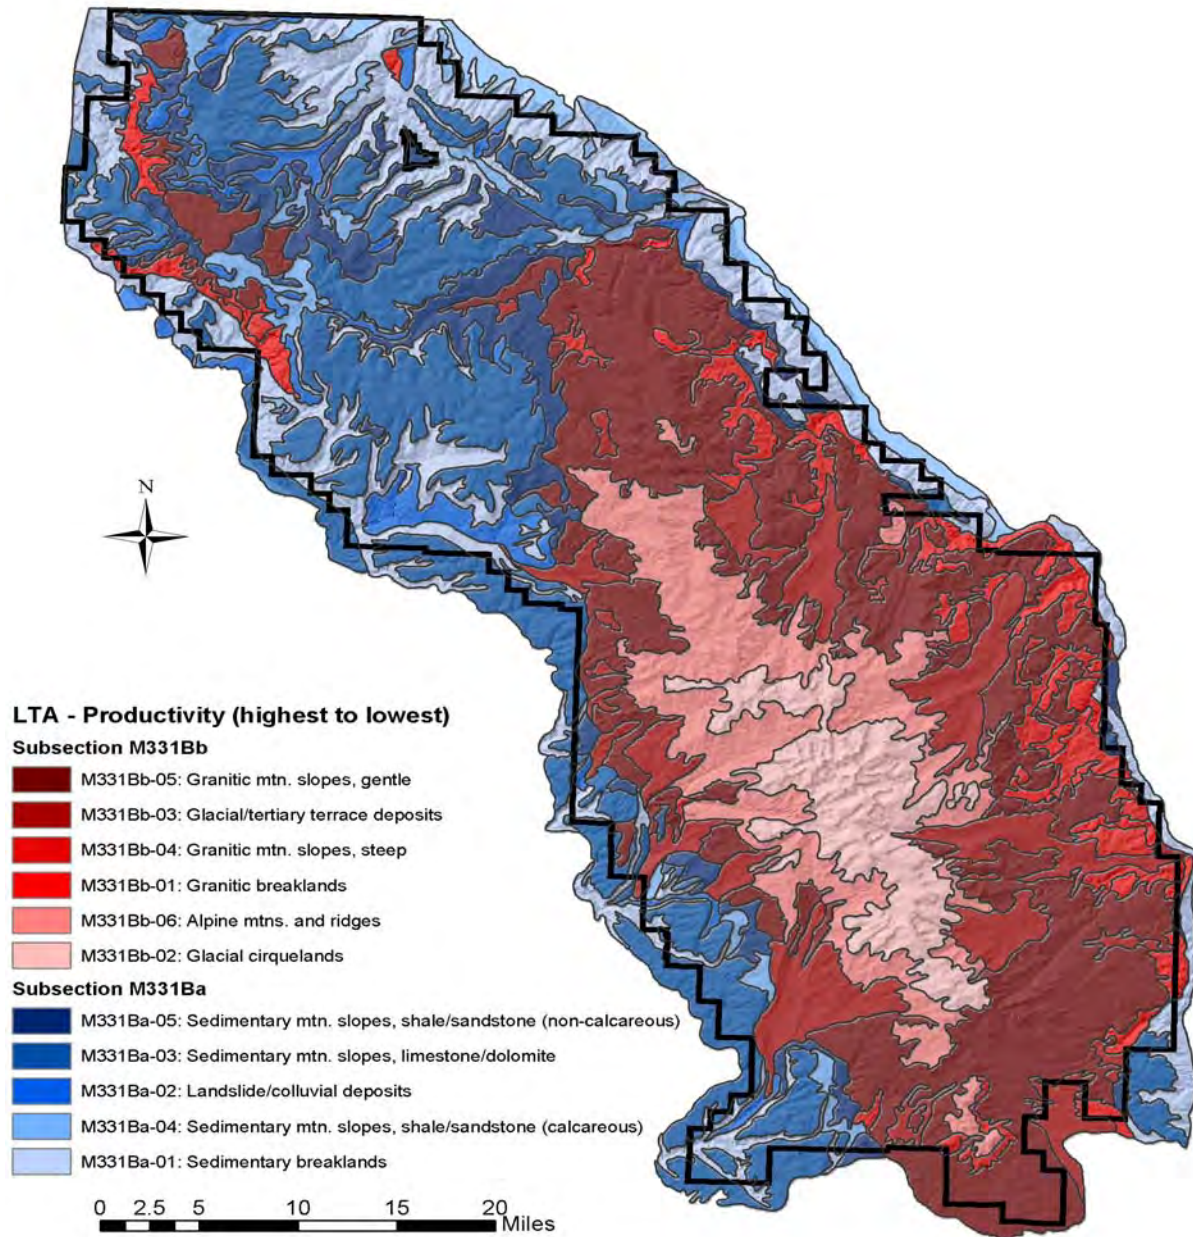 N
LTA - Productivity (highest to lowest)
Subsection M331Bb
M331Bb-05: Granitic mtn. slopes, gentle
M331Bb-03: Glacial/tertiary terrace deposits
M331Bb-04: Granitic mtn. slopes, steep
M331Bb-01: Granitic breaklands
M331Bb-06: Alpine mtns. and ridges
M331Bb-02: Glacial cirquelands
Subsection M331Ba
M331Ba-05: Sedimentary mtn. slopes, shale/sandstone (non-calcareous)
M331Ba-03: Sedimentary mtn. slopes, limestone/dolomite
M331Ba-02: Landslide/colluvial deposits
M331Ba-04: Sedimentary mtn. slopes, shale/sandstone (calcareous)
M331Ba-01: Sedimentary breaklands
0 2.5 5 10 15 20
Miles